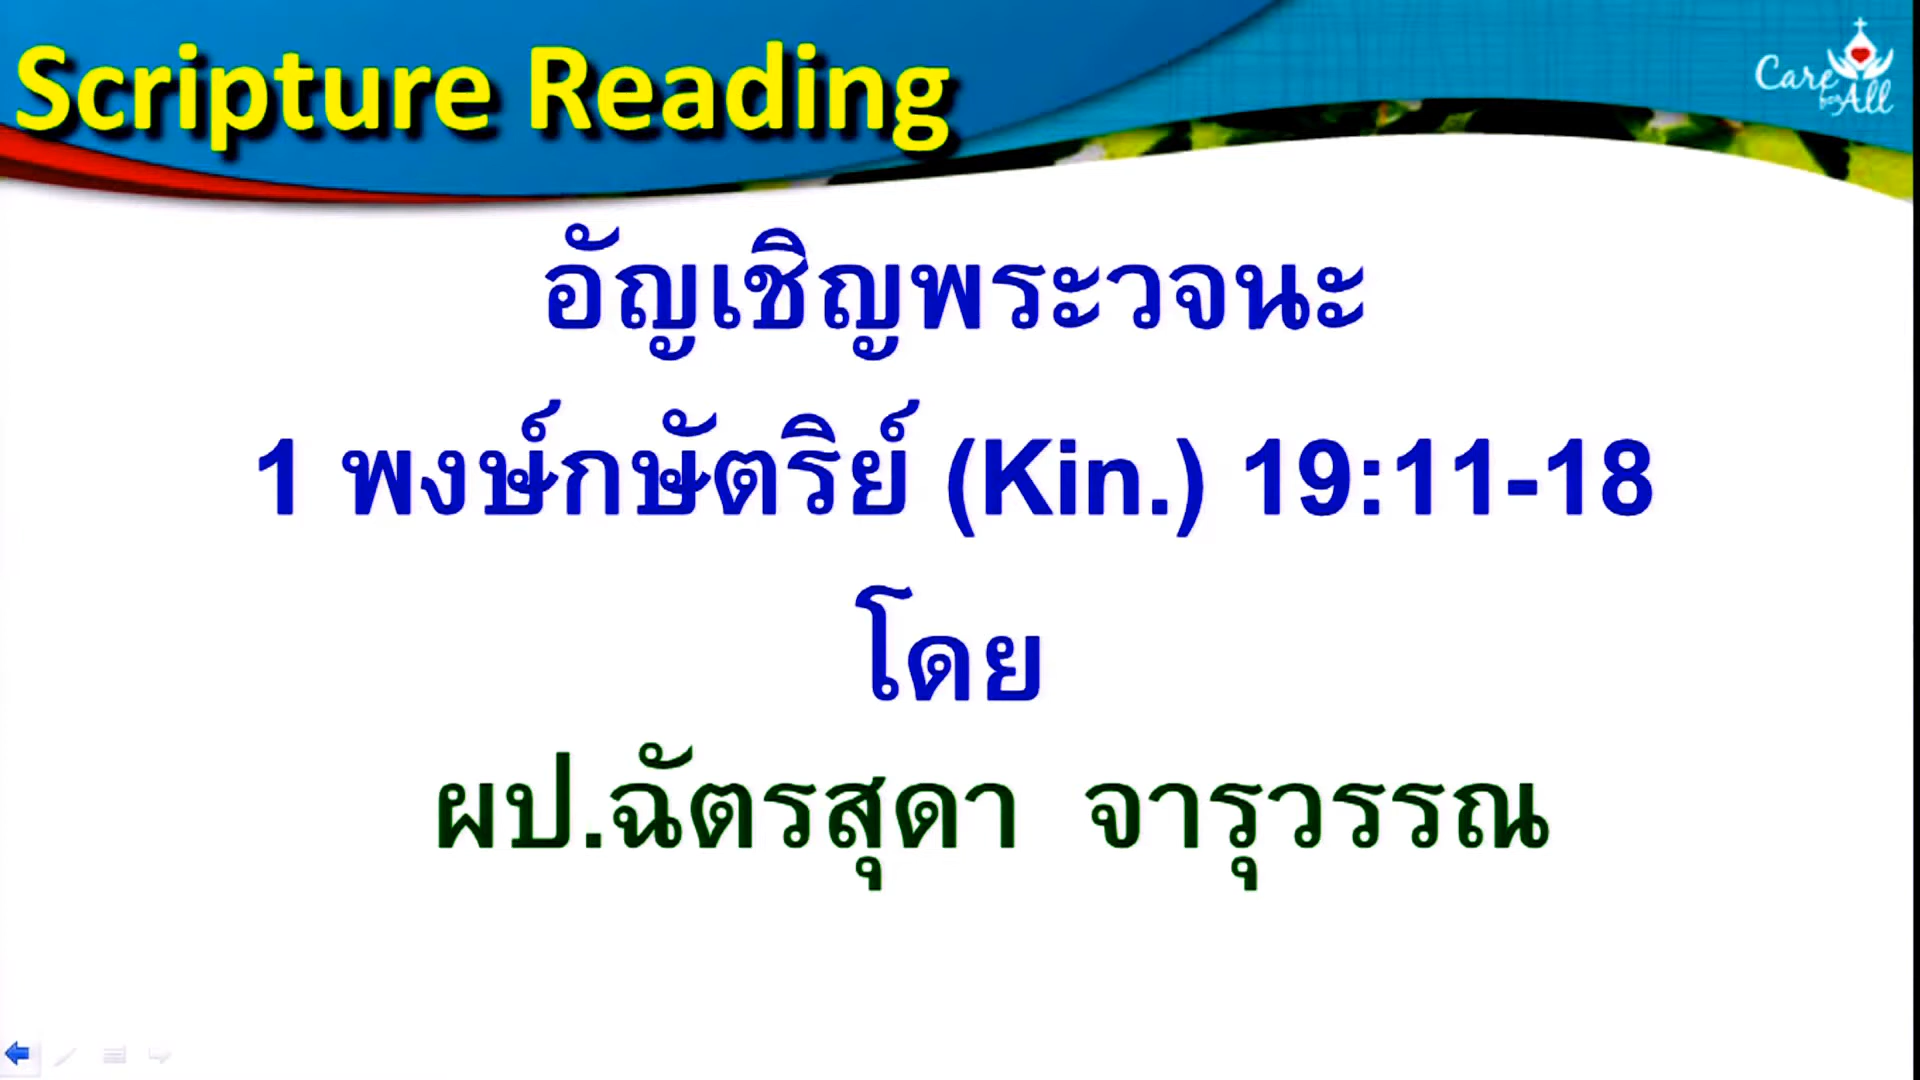 Scripture Reading
Care for All
อัญเชิญพระวจนะ
1 พงษ์กษัตริย์ (Kin.) 19:11-18
โดย
ผป.ฉัตรสุดา จารุวรรณ